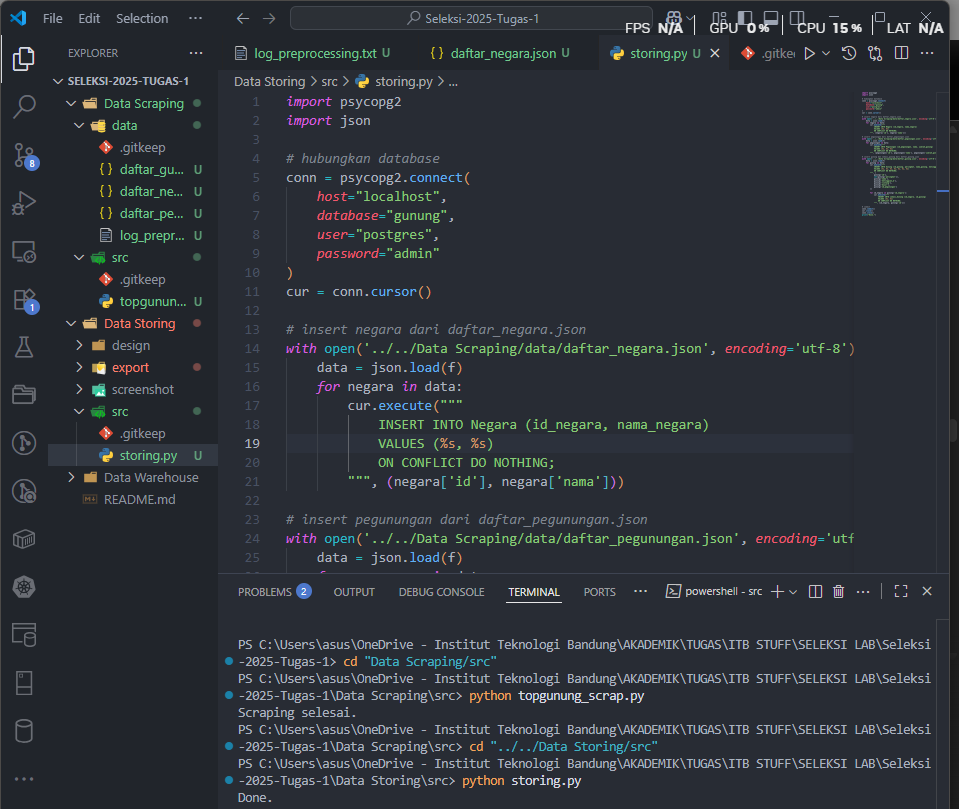 File Edit Selection ... Seleksi-2025-Tugas-1
FPS N/A GPU 0% CPU 15% LAT N/A
EXPLORER ...
SELEKSI-2025-TUGAS-1
Data Scraping
data
.gitkeep
daftar_gu... U
daftar_ne... U
daftar_pe... U
log_prepr... U
src
.gitkeep
topgunun... U
Data Storing
design
export
screenshot
src
.gitkeep
storing.py U
Data Warehouse
README.md
8
1
log_preprocessing.txt U daftar_negara.json U storing.py U .gitkee
Data Storing > src > storing.py > ...
1 import psycopg2
2 import json
3
4 # hubungkan database
5 conn = psycopg2.connect(
6 host="localhost",
7 database="gunung",
8 user="postgres",
9 password="admin"
10 )
11 cur = conn.cursor()
12
13 # insert negara dari daftar_negara.json
14 with open('../../Data Scraping/data/daftar_negara.json', encoding='utf-8')
15 data = json.load(f)
16 for negara in data:
17 cur.execute("""
18 INSERT INTO Negara (id_negara, nama_negara)
19 VALUES (%s, %s)
20 ON CONFLICT DO NOTHING;
21 """, (negara['id'], negara['nama']))
22
23 # insert pegunungan dari daftar_pegunungan.json
24 with open('../../Data Scraping/data/daftar_pegunungan.json', encoding='utf
25 data = json.load(f)
PROBLEMS 2 OUTPUT DEBUG CONSOLE TERMINAL PORTS ... powershell - src
PS C:\Users\asus\OneDrive - Institut Teknologi Bandung\AKADEMIK\TUGAS\ITB STUFF\SELEKSI LAB\Seleksi
-2025-Tugas-1> cd "Data Scraping/src"
PS C:\Users\asus\OneDrive - Institut Teknologi Bandung\AKADEMIK\TUGAS\ITB STUFF\SELEKSI LAB\Seleksi
-2025-Tugas-1\Data Scraping\src> python topgunung_scrap.py
Scraping selesai.
PS C:\Users\asus\OneDrive - Institut Teknologi Bandung\AKADEMIK\TUGAS\ITB STUFF\SELEKSI LAB\Seleksi
-2025-Tugas-1\Data Scraping\src> cd "../../Data Storing/src"
PS C:\Users\asus\OneDrive - Institut Teknologi Bandung\AKADEMIK\TUGAS\ITB STUFF\SELEKSI LAB\Seleksi
-2025-Tugas-1\Data Storing\src> python storing.py
Done.